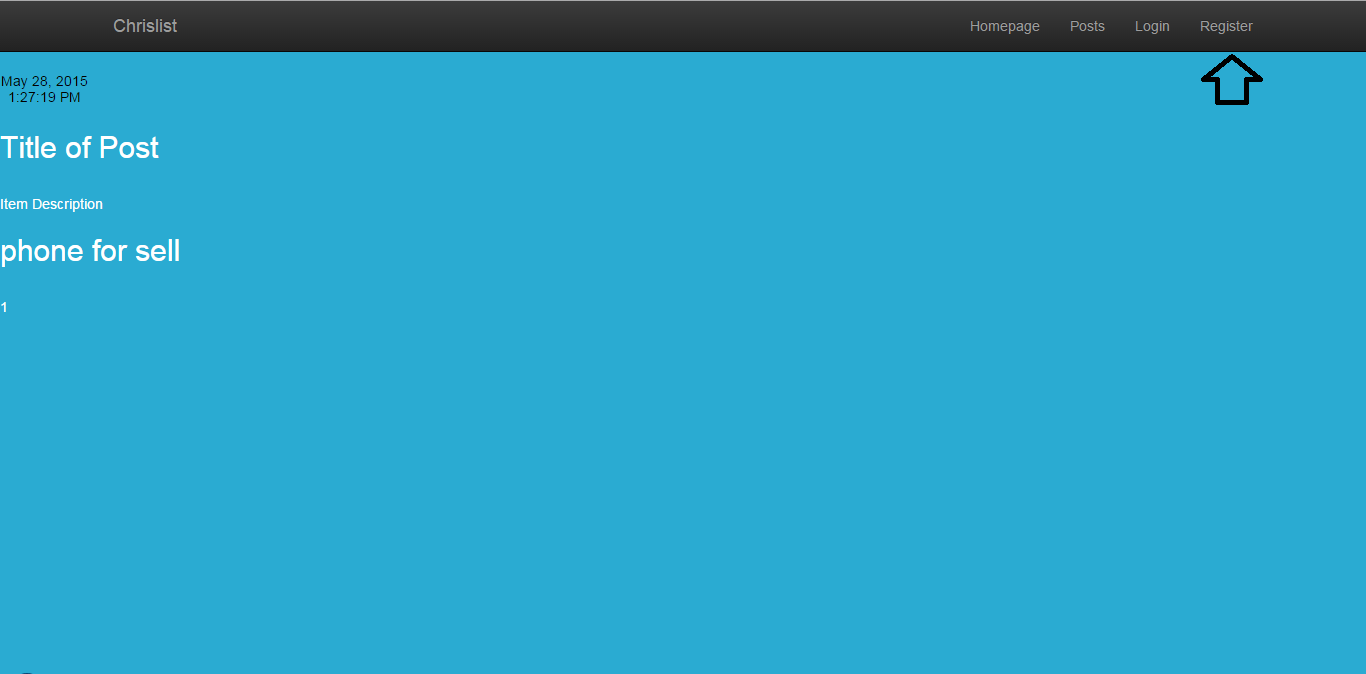 Chrislist Homepage Posts Login Register
May 28, 2015
1:27:19 PM
Title of Post
Item Description
phone for sell
1